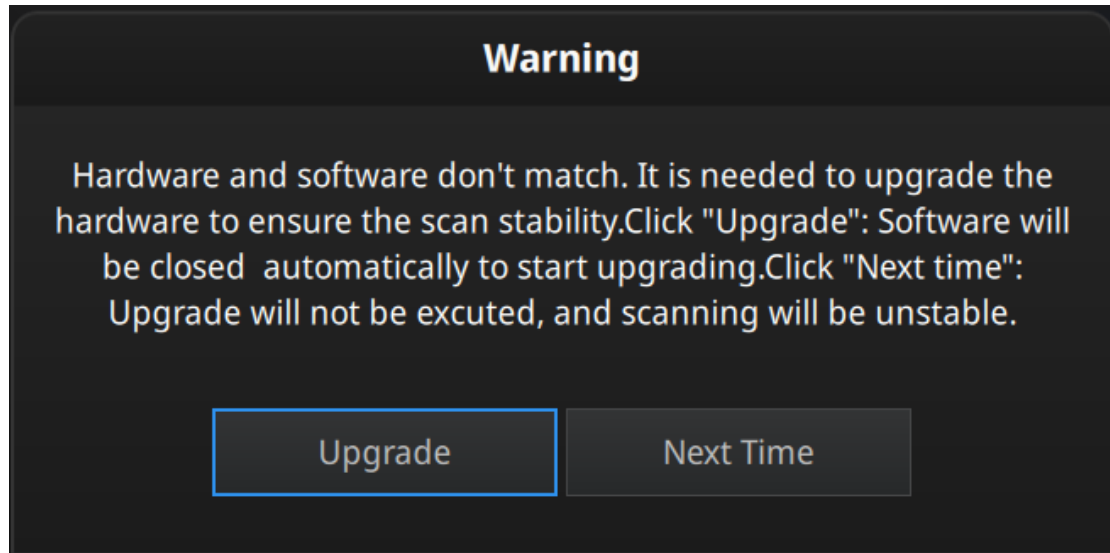 Warning
Hardware and software don't match. It is needed to upgrade the
hardware to ensure the scan stability.Click "Upgrade": Software will
be closed  automatically to start upgrading.Click "Next time":
Upgrade will not be excuted, and scanning will be unstable.
Upgrade
Next Time